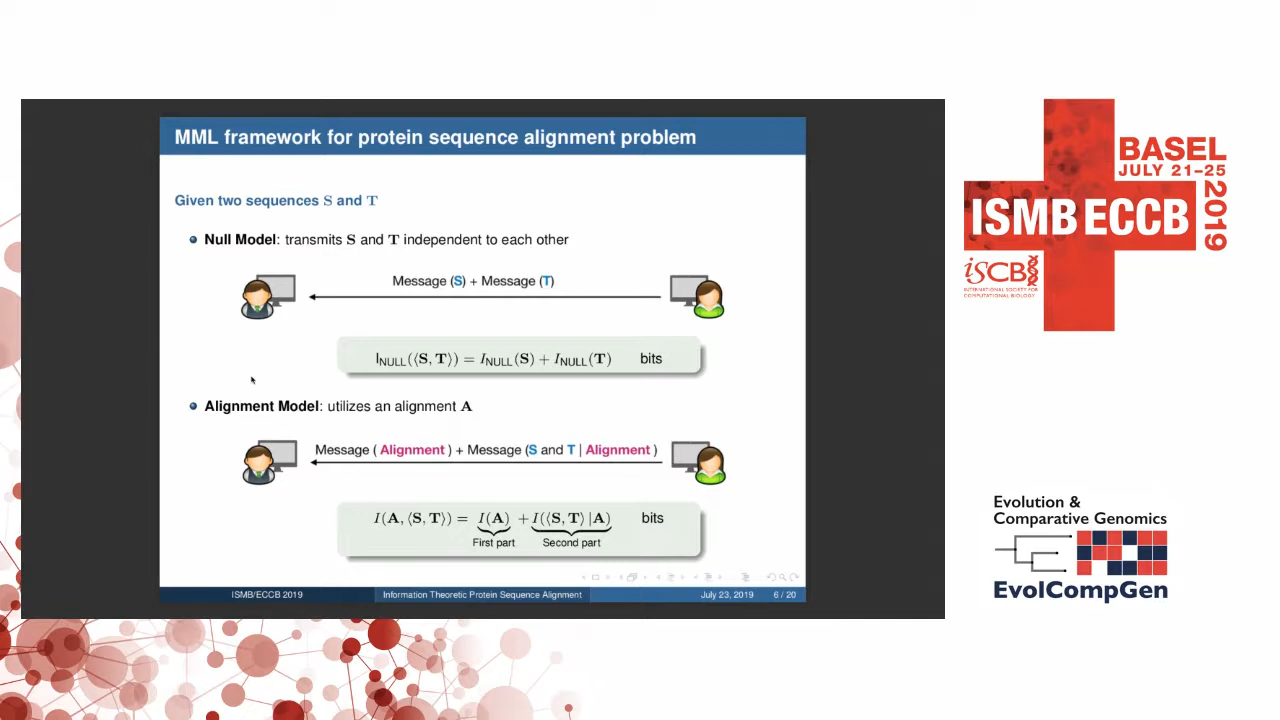 MML framework for protein sequence alignment problem
Given two sequences S and T
Null Model: transmits S and T independent to each other
Message (S) + Message (T)
I_NULL(⟨S, T⟩) = I_NULL(S) + I_NULL(T) bits
Alignment Model: utilizes an alignment A
Message ( Alignment ) + Message (S and T | Alignment )
I(A, ⟨S, T⟩) = I(A) + I(⟨S, T⟩ |A) bits
First part Second part
ISMB/ECCB 2019 Information Theoretic Protein Sequence Alignment July 23, 2019 6 / 20
BASEL
JULY 21–25
2019
ISMB ECCB
iSCB
INTERNATIONAL SOCIETY FOR
COMPUTATIONAL BIOLOGY
Evolution &
Comparative Genomics
EvolCompGen